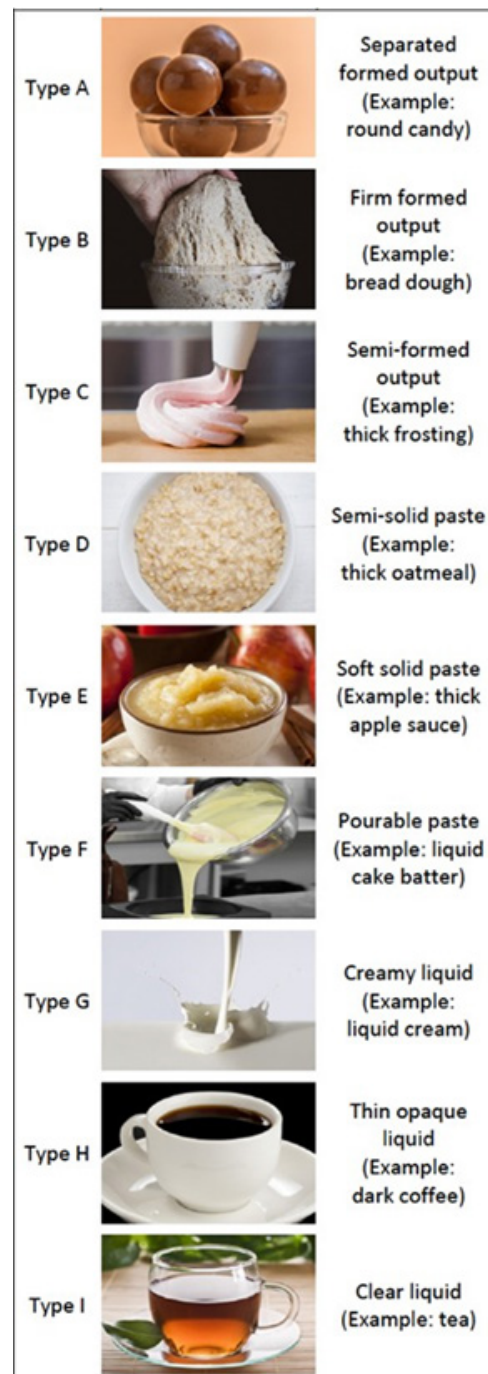 Type A
Separated
formed output
(Example:
round candy)
Type B
Firm formed
output
(Example:
bread dough)
Type C
Semi-formed
output
(Example:
thick frosting)
Type D
Semi-solid paste
(Example:
thick oatmeal)
Type E
Soft solid paste
(Example: thick
apple sauce)
Type F
Pourable paste
(Example: liquid
cake batter)
Type G
Creamy liquid
(Example:
liquid cream)
Type H
Thin opaque
liquid
(Example:
dark coffee)
Type I
Clear liquid
(Example: tea)